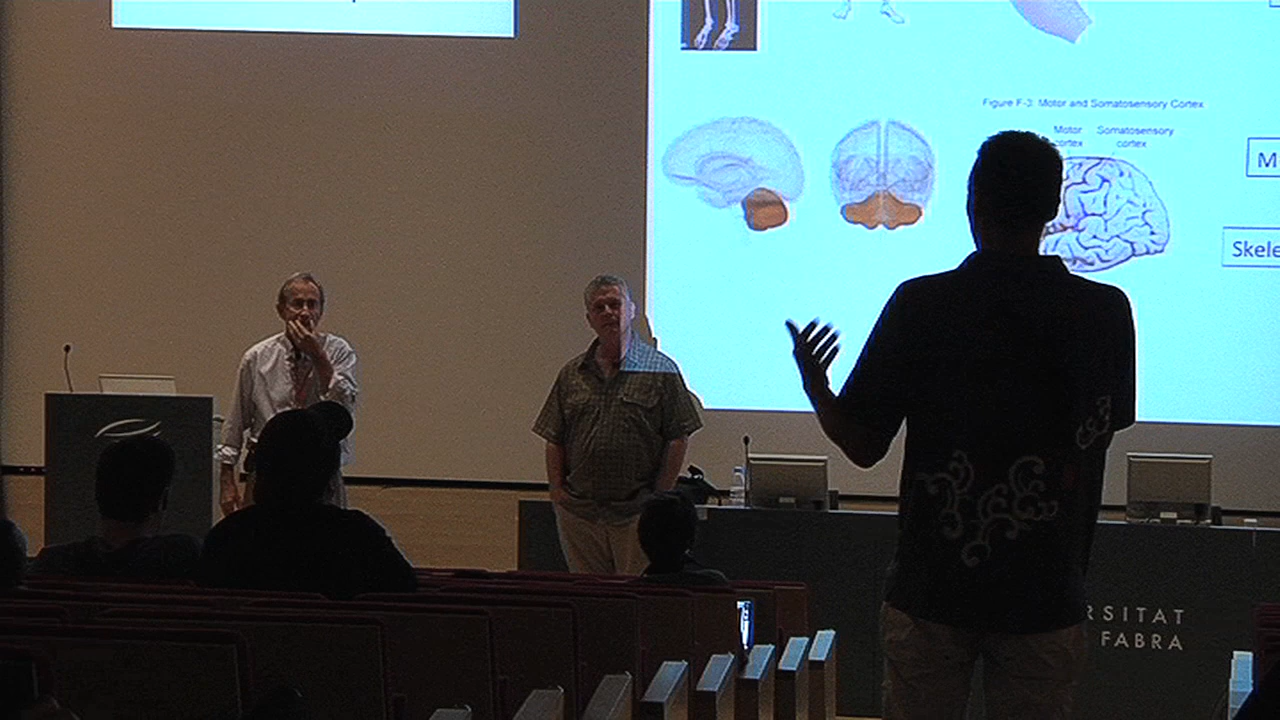 Figure F-3: Motor and Somatosensory Cortex
Motor Somatosensory
cortex cortex
M
Skele
RSITAT
FABRA